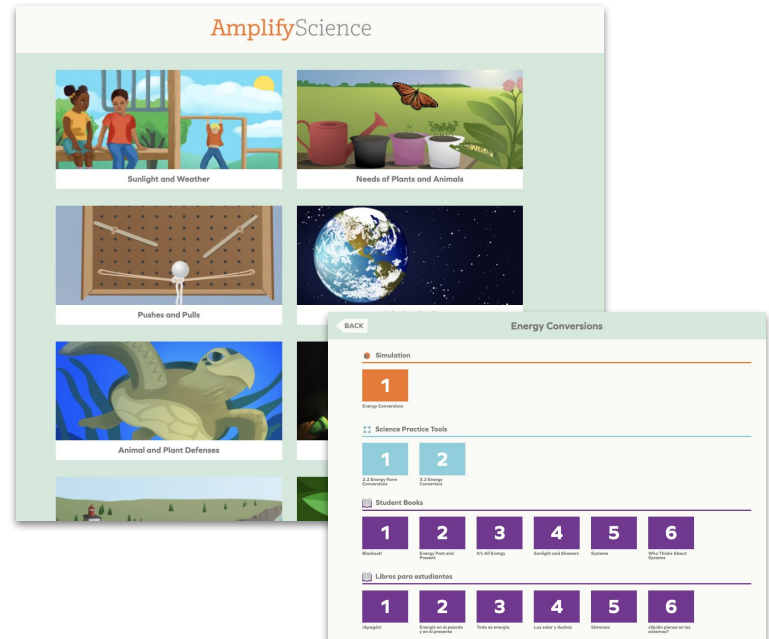 AmplifyScience
Sunlight and Weather
Needs of Plants and Animals
Pushes and Pulls
Animal and Plant Defenses
BACK
Energy Conversions
Simulation
1
Energy Conversions
Science Practice Tools
1 2
2.2 Energy Form 3.3 Energy
Conversions Converters
Student Books
1 2 3 4 5 6
Blackout! Energy Past and It's All Energy Sunlight and Showers Systems Who Thinks About
Present Systems
Libros para estudiantes
1 2 3 4 5 6
¡Apagón! Energía en el pasado Todo es energía Luz solar y duchas Sistemas ¿Quién piensa en los
y en el presente sistemas?